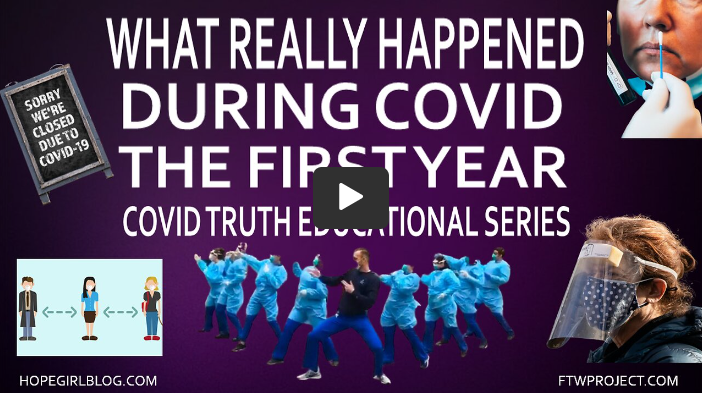 WHAT REALLY HAPPENED
DURING COVID
THE FIRST YEAR
COVID TRUTH EDUCATIONAL SERIES
SORRY
WE'RE
CLOSED
DUE TO
COVID-19
HOPEGIRLBLOG.COM
FTWPROJECT.COM